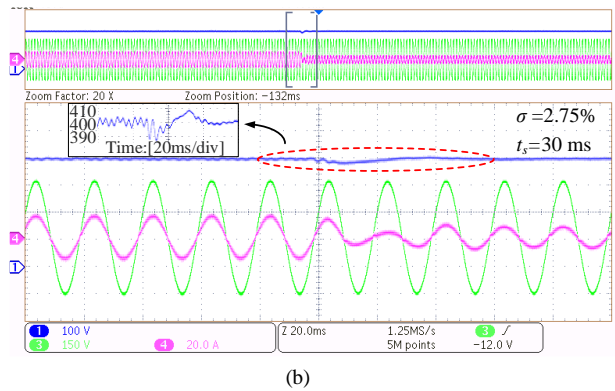 4
1
Zoom Factor: 20 X Zoom Position: -132ms
410
400
390
Time:[20ms/div]
σ=2.75%
tₛ=30 ms
4
1
1 100 V Z 20.0ms 1.25MS/s 3 ƒ
3 150 V 4 20.0 A 5M points -12.0 V
(b)